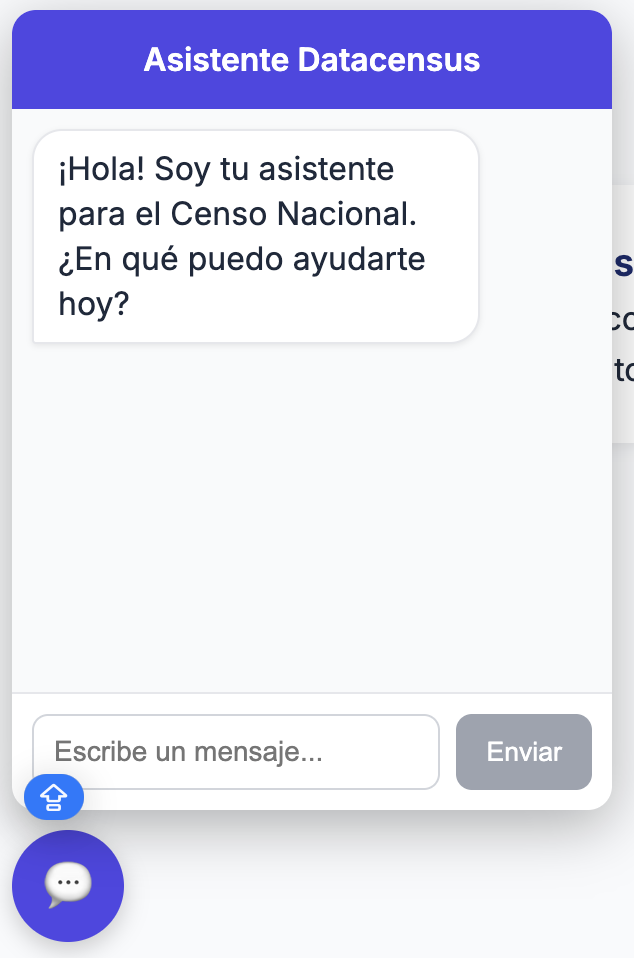 Asistente Datacensus
¡Hola! Soy tu asistente
para el Censo Nacional.
¿En qué puedo ayudarte
hoy?
Escribe un mensaje...
Enviar